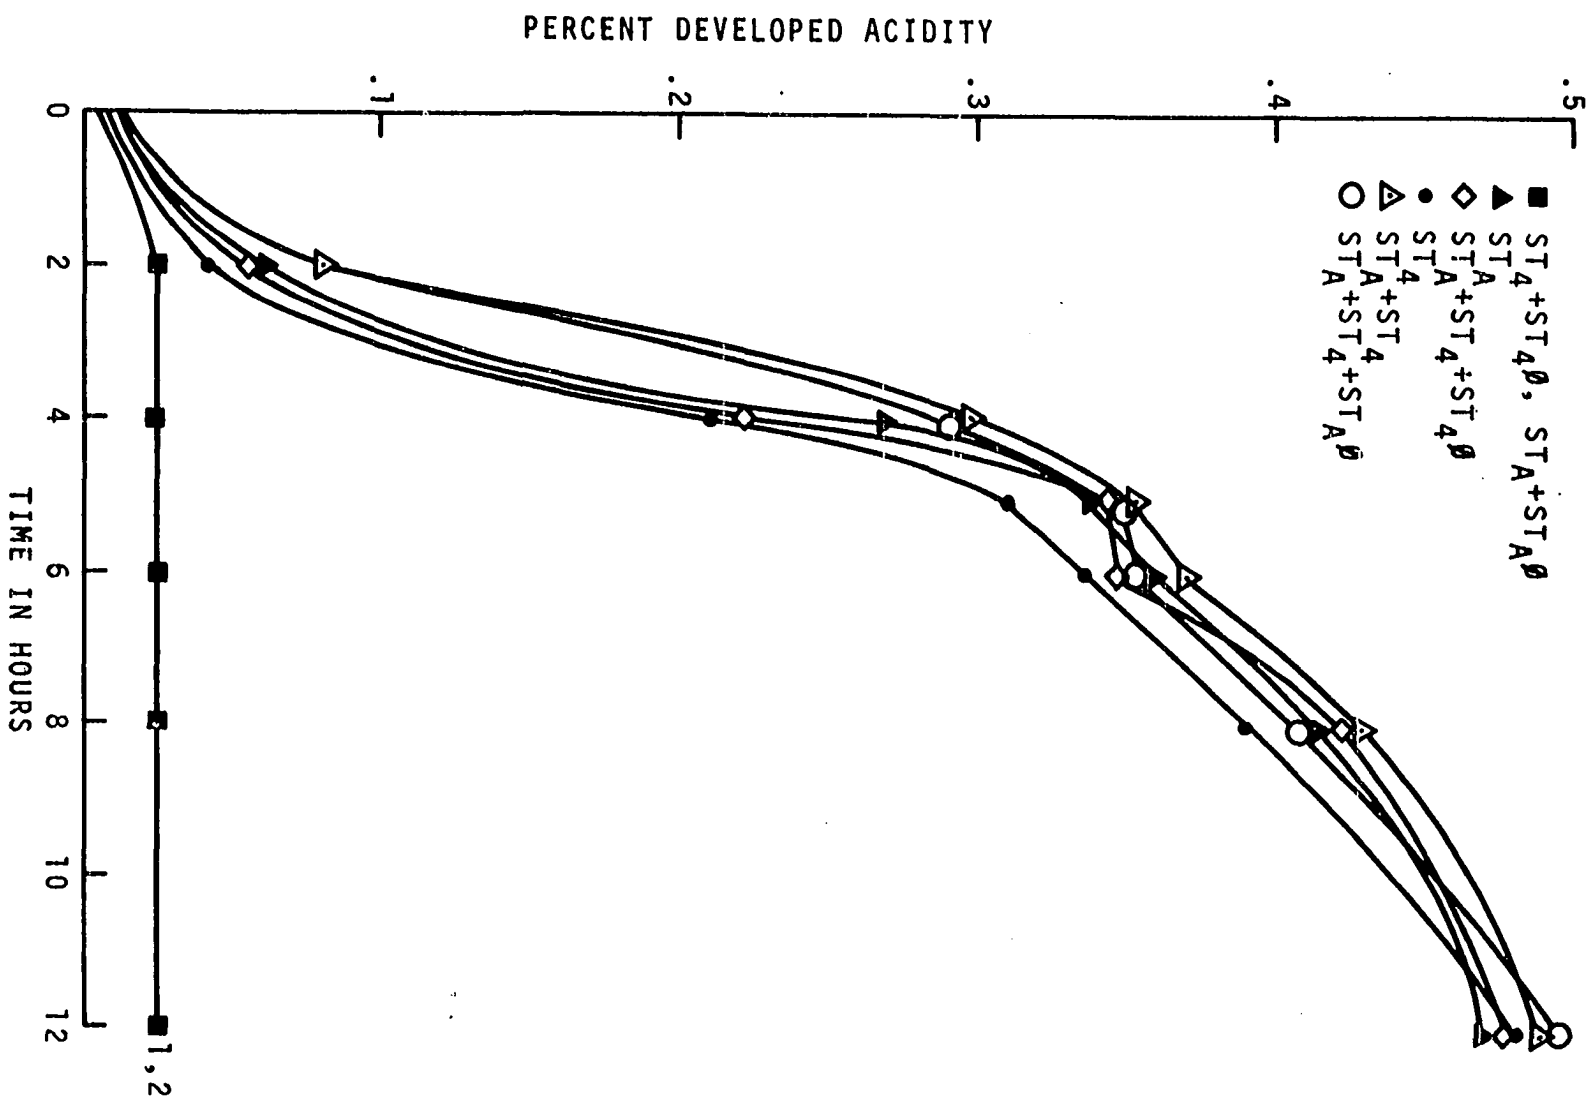 PERCENT DEVELOPED ACIDITY
.5
.4
.3
.2
.1
0
2
4
6
8
10
12
TIME IN HOURS
■ ST4+ST4Ø, STA+STAØ
▲ STA
◇ STA+ST4+ST4Ø
● ST4
△ STA+ST4
○ STA+ST4+STAØ
1,2